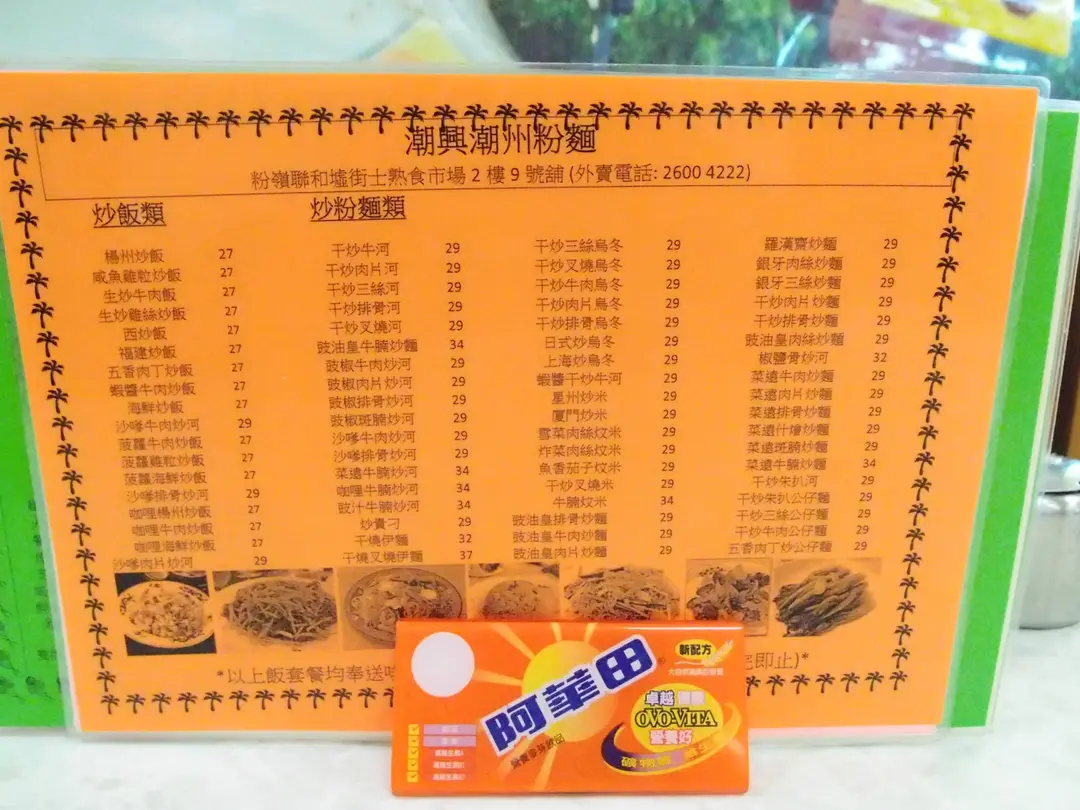 潮興潮州粉麵
粉嶺聯和墟街士熟食市場 2 樓 9 號舖 (外賣電話: 2600 4222)
炒飯類
楊州炒飯 27
咸魚雞粒炒飯 27
生炒牛肉飯 27
生炒雞絲炒飯 27
西炒飯 27
福建炒飯 27
五香肉丁炒飯 27
蝦醬牛肉炒飯 27
海鮮炒飯 27
沙嗲牛肉炒河 29
菠蘿牛肉炒飯 27
菠蘿雞粒炒飯 27
菠蘿海鮮炒飯 27
沙嗲排骨炒河 29
咖哩楊州炒飯 27
咖哩牛肉炒飯 27
咖哩海鮮炒飯 27
沙嗲肉片炒河 29
炒粉麵類
干炒牛河 29
干炒肉片河 29
干炒三絲河 29
干炒排骨河 29
干炒叉燒河 29
豉油皇牛腩炒麵 34
豉椒牛肉炒河 29
豉椒肉片炒河 29
豉椒排骨炒河 29
豉椒斑腩炒河 29
沙嗲牛肉炒河 29
沙嗲排骨炒河 29
菜遠牛腩炒河 34
咖哩牛腩炒河 34
豉汁牛腩炒河 34
炒貴刁 29
干燒伊麵 32
干燒叉燒伊麵 37
干炒三絲烏冬 29
干炒叉燒烏冬 29
干炒牛肉烏冬 29
干炒肉片烏冬 29
干炒排骨烏冬 29
日式炒烏冬 29
上海炒烏冬 29
蝦醬干炒牛河 29
星州炒米 29
廈門炒米 29
雪菜肉絲炆米 29
炸菜肉絲炆米 29
魚香茄子炆米 29
干炒叉燒米 29
牛腩炆米 34
豉油皇排骨炒麵 29
豉油皇牛肉炒麵 29
豉油皇肉片炒麵 29
羅漢齋炒麵 29
銀牙肉絲炒麵 29
銀牙三絲炒麵 29
干炒肉片炒麵 29
干炒排骨炒麵 29
豉油皇肉絲炒麵 29
椒鹽骨炒河 32
菜遠牛肉炒麵 29
菜遠肉片炒麵 29
菜遠排骨炒麵 29
菜遠什燴炒麵 29
菜遠斑腩炒麵 29
菜遠牛腩炒麵 34
干炒朱扒河 29
干炒朱扒公仔麵 29
干炒三絲公仔麵 29
干炒牛肉公仔麵 29
五香肉丁炒公仔麵 29
*以上飯套餐均奉送
即止)*
阿華田
新配方
卓越
OVO-VITA
營養好
礦物質
營養麥芽飲品